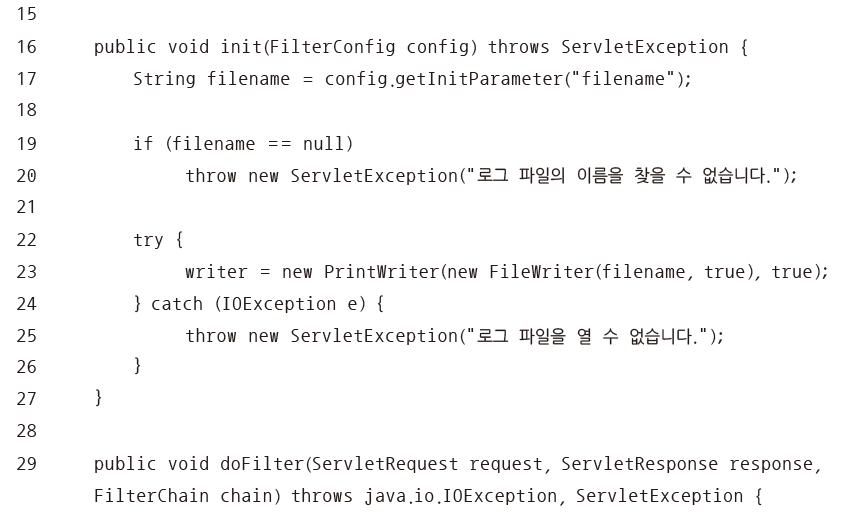 15
16 public void init(FilterConfig config) throws ServletException {
17 String filename = config.getInitParameter("filename");
18
19 if (filename == null)
20 throw new ServletException("로그 파일의 이름을 찾을 수 없습니다.");
21
22 try {
23 writer = new PrintWriter(new FileWriter(filename, true), true);
24 } catch (IOException e) {
25 throw new ServletException("로그 파일을 열 수 없습니다.");
26 }
27 }
28
29 public void doFilter(ServletRequest request, ServletResponse response,
FilterChain chain) throws java.io.IOException, ServletException {